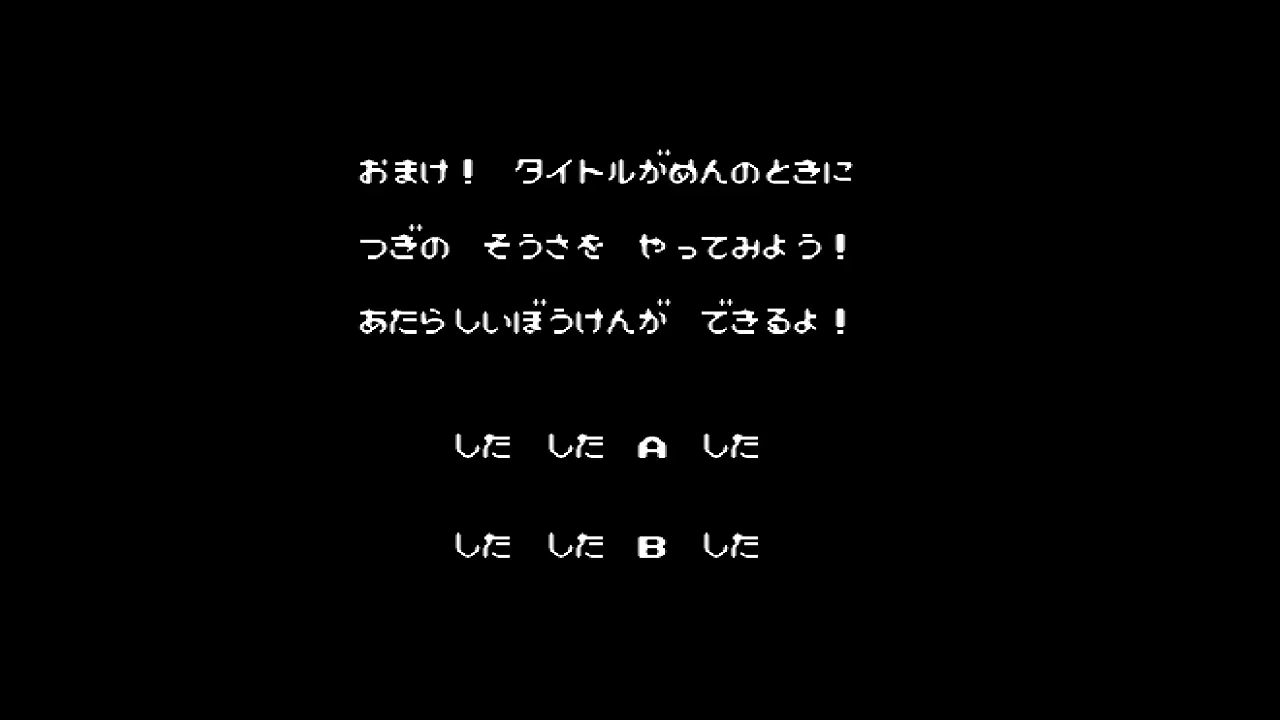 おまけ！ タイトルがめんのときに
つぎの そうさを やってみよう！
あたらしいぼうけんが できるよ！
した した A した
した した B した